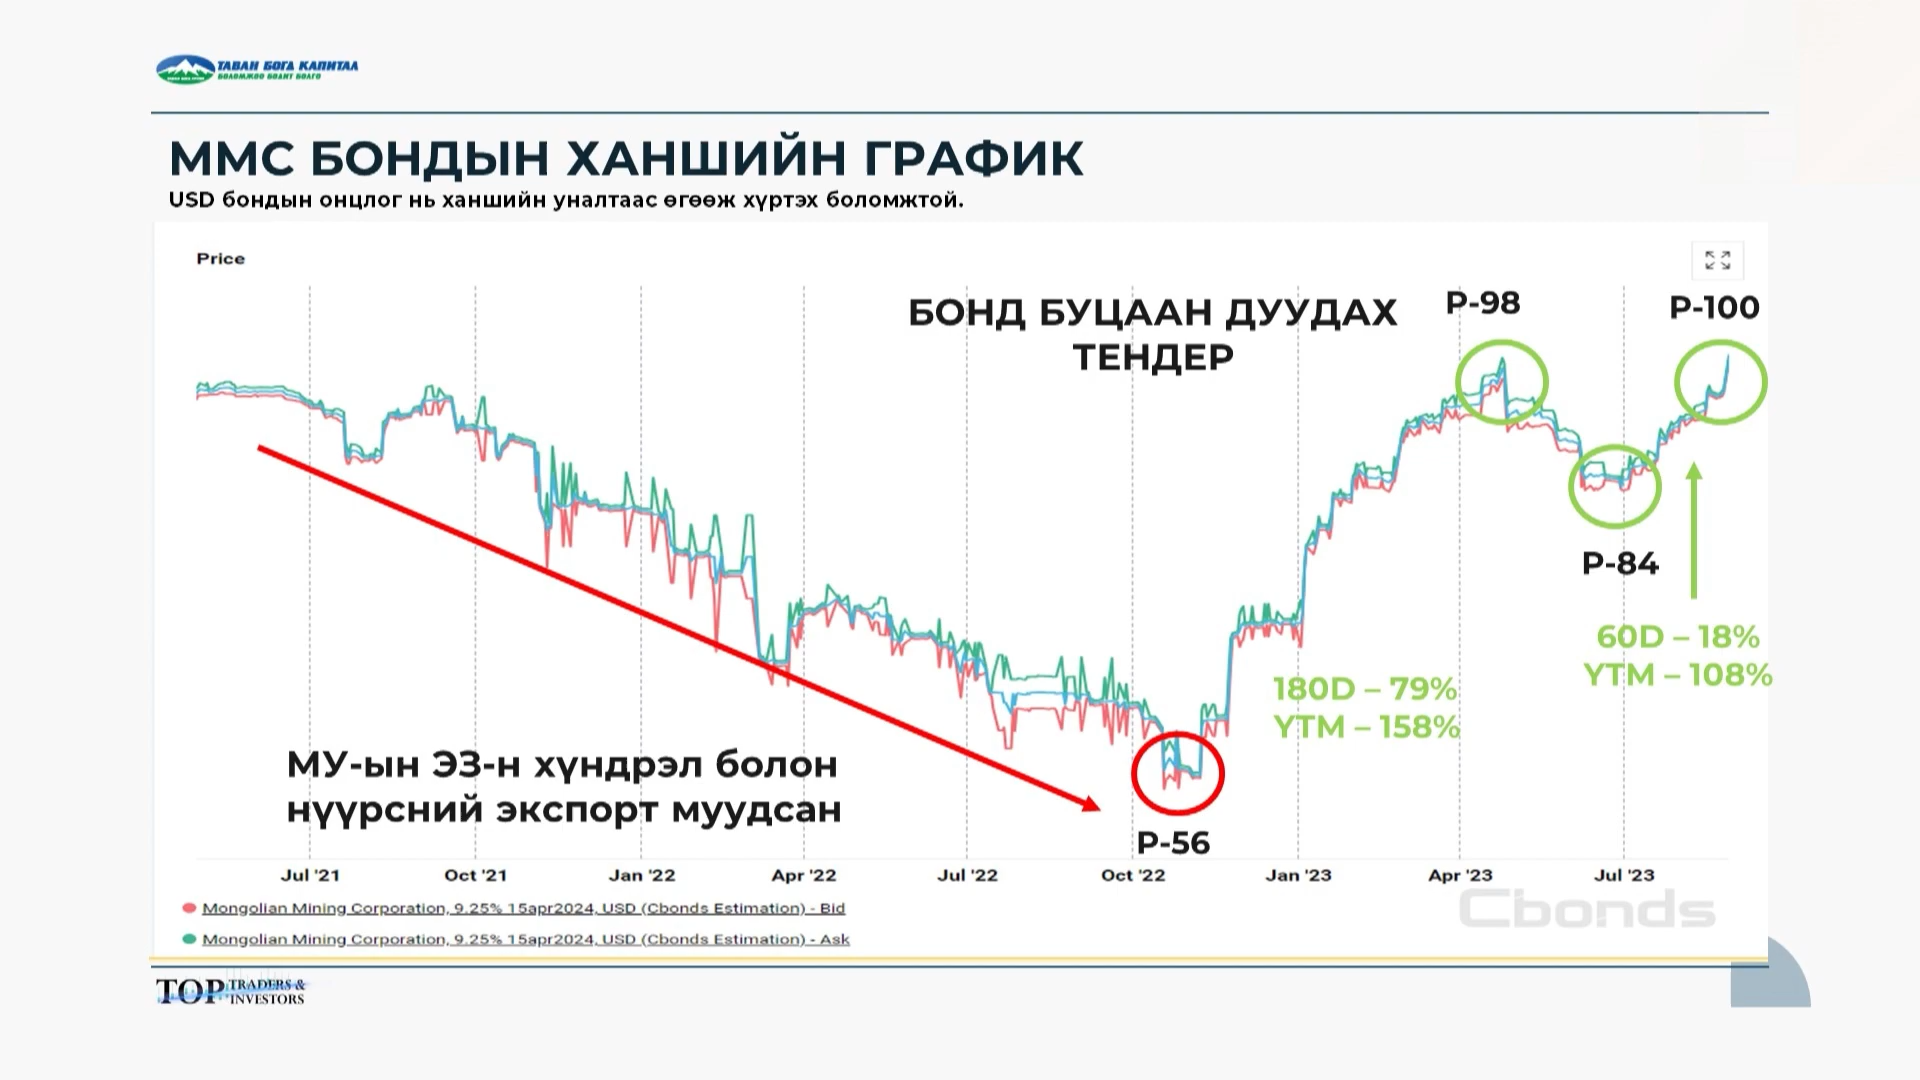 ТАВАН БОГД КАПИТАЛ
БОЛОМЖОО БОДИТ БОЛГО
ММС БОНДЫН ХАНШИЙН ГРАФИК
USD бондын онцлог нь ханшийн уналтаас өгөөж хүртэх боломжтой.
Price
БОНД БУЦААН ДУУДАХ
ТЕНДЕР
P-98
P-100
P-84
60D – 18%
YTM – 108%
180D – 79%
YTM – 158%
МУ-ын ЭЗ-н хүндрэл болон
нүүрсний экспорт муудсан
P-56
Jul '21 Oct '21 Jan '22 Apr '22 Jul '22 Oct '22 Jan '23 Apr '23 Jul '23
Mongolian Mining Corporation, 9.25% 15apr2024, USD (Cbonds Estimation) - Bid
Mongolian Mining Corporation, 9.25% 15apr2024, USD (Cbonds Estimation) - Ask
Cbonds
TOP TRADERS &
INVESTORS